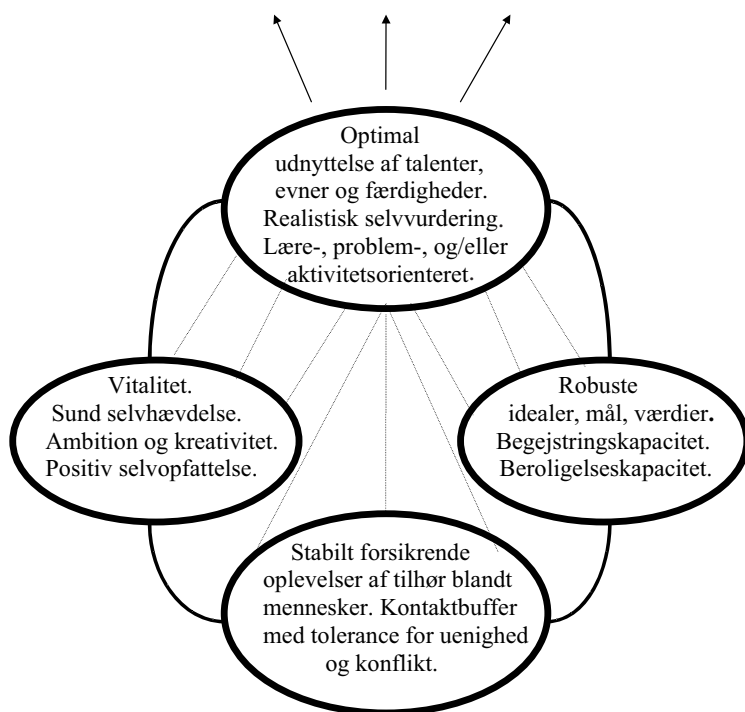 Optimal
udnyttelse af talenter,
evner og færdigheder.
Realistisk selvvurdering.
Lære-, problem-, og/eller
aktivitetsorienteret.
Vitalitet.
Sund selvhævdelse.
Ambition og kreativitet.
Positiv selvopfattelse.
Robuste
idealer, mål, værdier.
Begejstringskapacitet.
Beroligelseskapacitet.
Stabilt forsikrende
oplevelser af tilhør blandt
mennesker. Kontaktbuffer
med tolerance for uenighed
og konflikt.